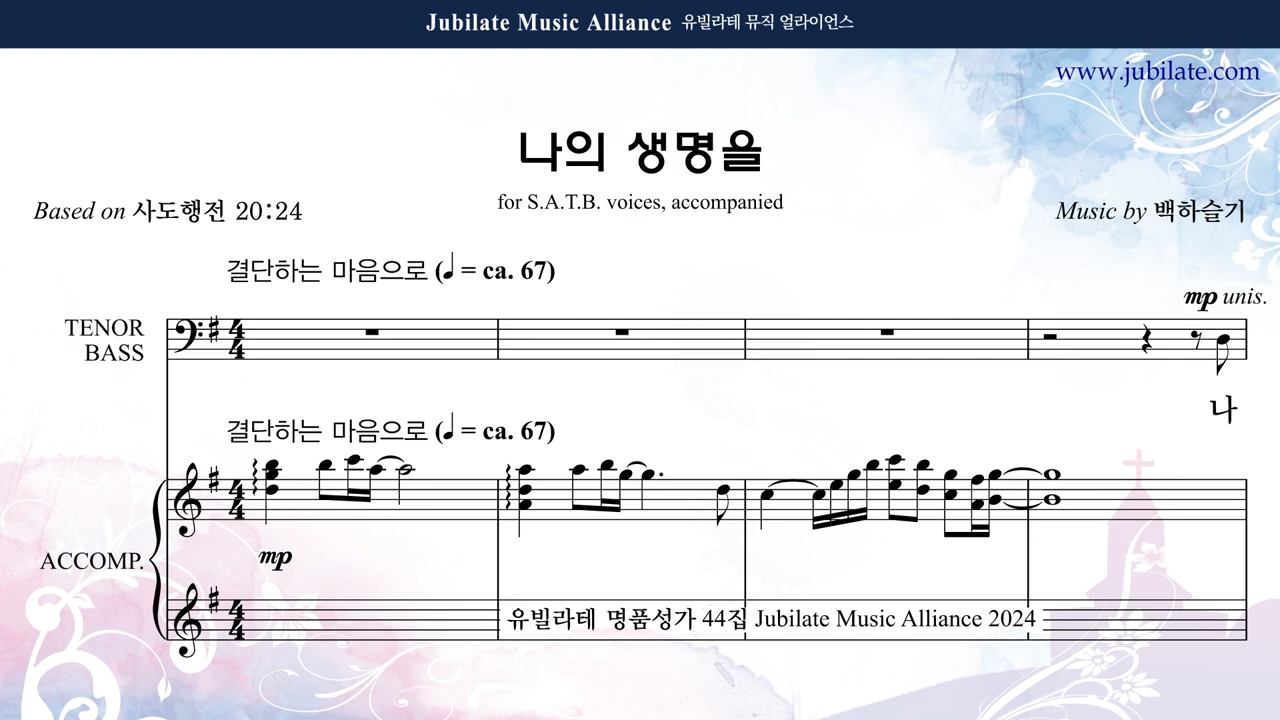 Jubilate Music Alliance 유빌라테 뮤직 얼라이언스
www.jubilate.com
나의 생명을
for S.A.T.B. voices, accompanied
Based on 사도행전 20:24
Music by 백하슬기
결단하는 마음으로 (♩ = ca. 67)
mp unis.
TENOR
BASS
나
결단하는 마음으로 (♩ = ca. 67)
mp
ACCOMP.
유빌라테 명품성가 44집 Jubilate Music Alliance 2024